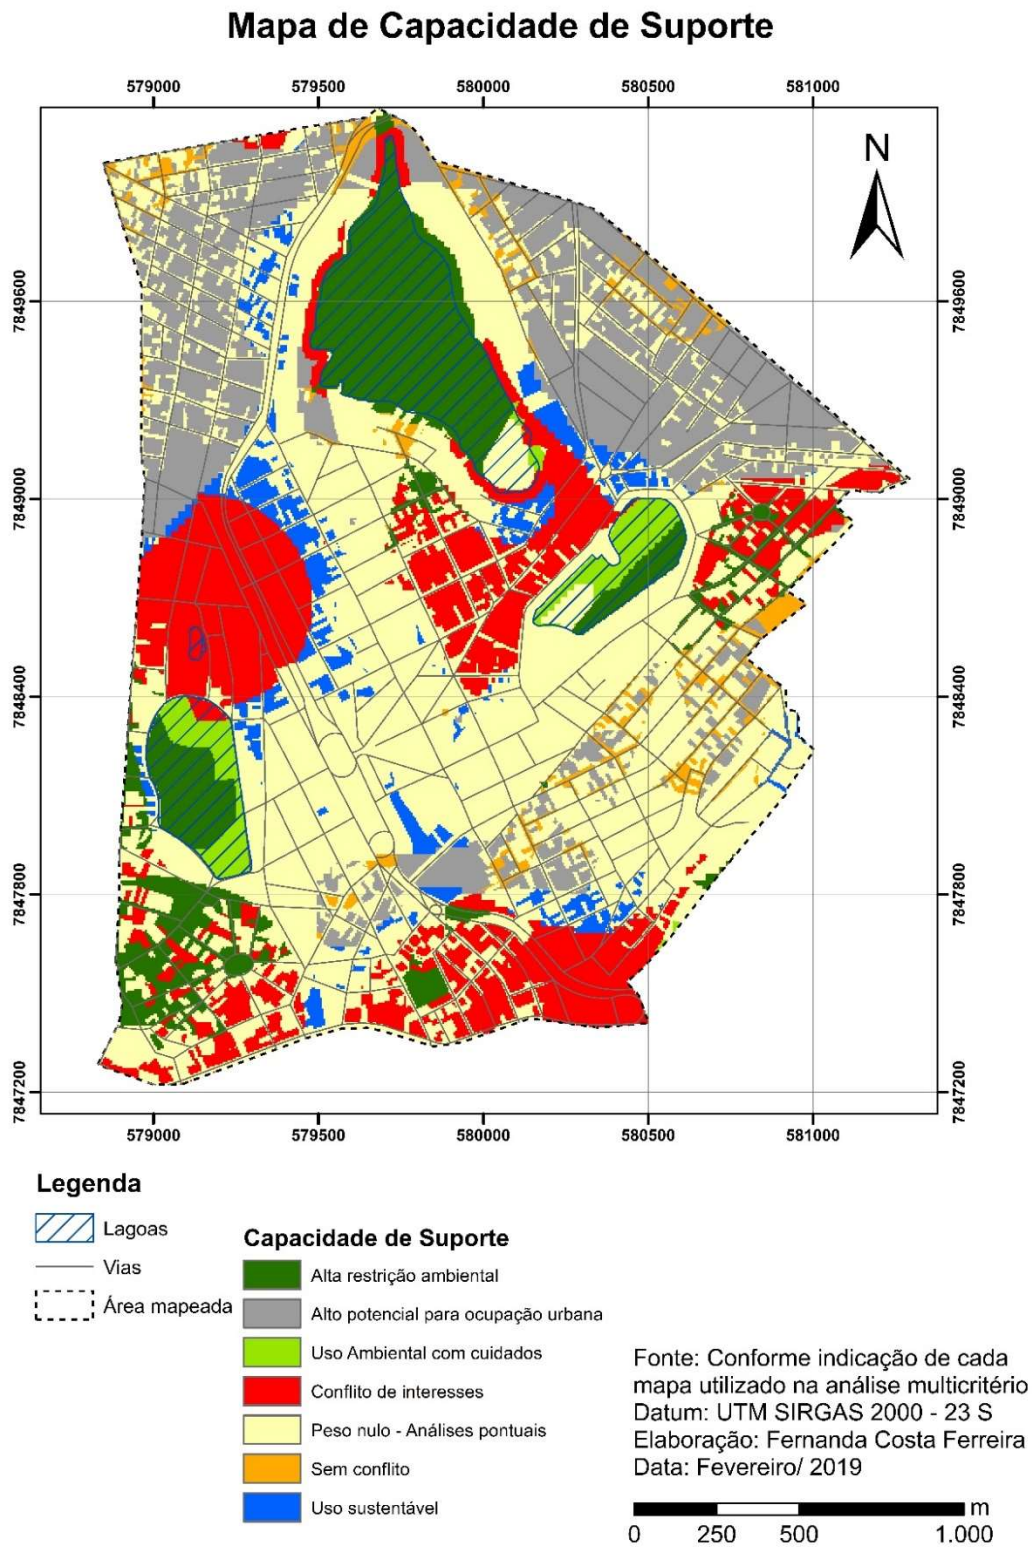 Mapa de Capacidade de Suporte
579000 579500 580000 580500 581000
N
7849600 7849600
7849000 7849000
7848400 7848400
7847800 7847800
7847200 7847200
579000 579500 580000 580500 581000
Legenda
Lagoas
Vias
Área mapeada
Capacidade de Suporte
Alta restrição ambiental
Alto potencial para ocupação urbana
Uso Ambiental com cuidados
Conflito de interesses
Peso nulo - Análises pontuais
Sem conflito
Uso sustentável
Fonte: Conforme indicação de cada
mapa utilizado na análise multicritério
Datum: UTM SIRGAS 2000 - 23 S
Elaboração: Fernanda Costa Ferreira
Data: Fevereiro/ 2019
m
0 250 500 1.000